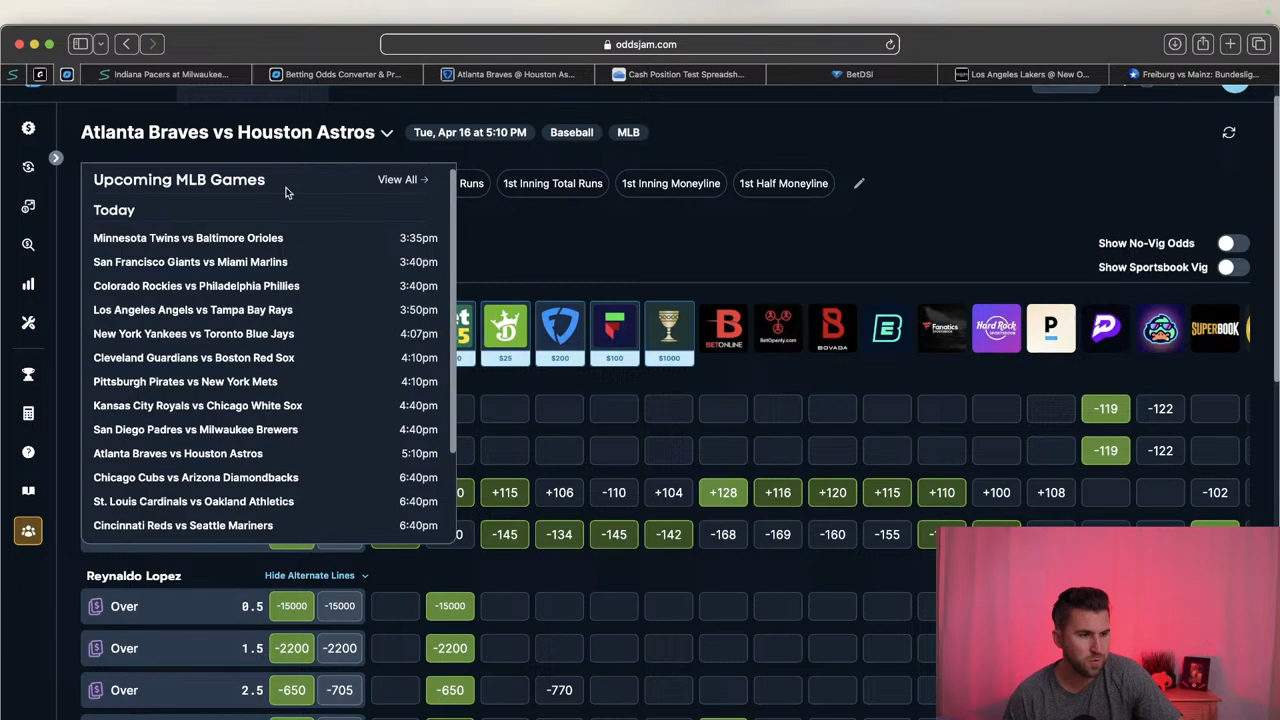 oddsjam.com
Indiana Pacers at Milwaukee...
Betting Odds Converter & Pr...
Atlanta Braves @ Houston As...
Cash Position Test Spreadsh...
BetDSI
Los Angeles Lakers @ New O...
Freiburg vs Mainz: Bundeslig...
Atlanta Braves vs Houston Astros
Tue, Apr 16 at 5:10 PM
Baseball
MLB
Upcoming MLB Games
View All →
Runs
1st Inning Total Runs
1st Inning Moneyline
1st Half Moneyline
Today
Minnesota Twins vs Baltimore Orioles 3:35pm
San Francisco Giants vs Miami Marlins 3:40pm
Colorado Rockies vs Philadelphia Phillies 3:40pm
Los Angeles Angels vs Tampa Bay Rays 3:50pm
New York Yankees vs Toronto Blue Jays 4:07pm
Cleveland Guardians vs Boston Red Sox 4:10pm
Pittsburgh Pirates vs New York Mets 4:10pm
Kansas City Royals vs Chicago White Sox 4:40pm
San Diego Padres vs Milwaukee Brewers 4:40pm
Atlanta Braves vs Houston Astros 5:10pm
Chicago Cubs vs Arizona Diamondbacks 6:40pm
St. Louis Cardinals vs Oakland Athletics 6:40pm
Cincinnati Reds vs Seattle Mariners 6:40pm
Show No-Vig Odds
Show Sportsbook Vig
BETONLINE
BetOpenly.com
BOVADA
Fanatics
Hard Rock
P
SUPERBOOK
$25 $200 $100 $1000
-119 -122
-119 -122
+115 +106 -110 +104 +128 +116 +120 +115 +110 +100 +108 -102
-145 -134 -145 -142 -168 -169 -160 -155
Reynaldo Lopez
Hide Alternate Lines
Over 0.5 -15000 -15000 -15000
Over 1.5 -2200 -2200 -2200
Over 2.5 -650 -705 -650 -770